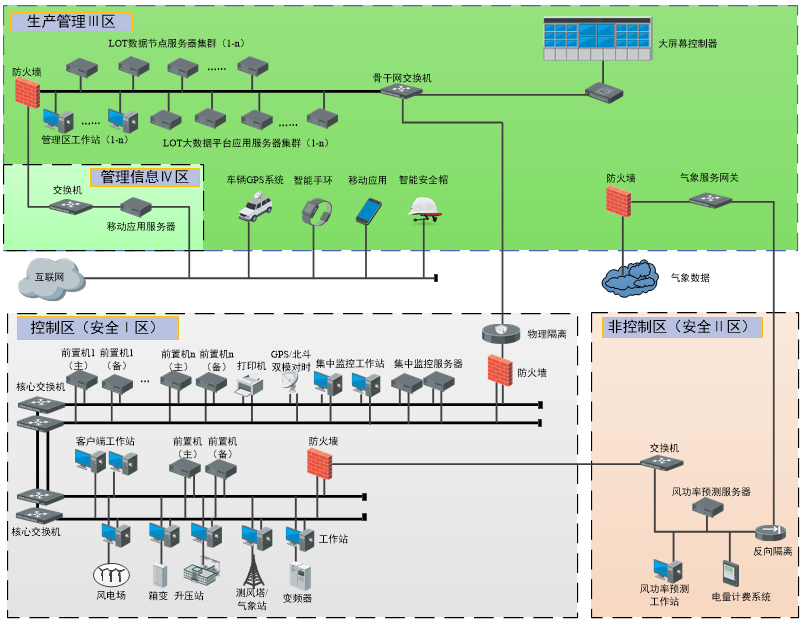 生产管理Ⅲ区
LOT数据节点服务器集群（1-n）
大屏幕控制器
防火墙
......
骨干网交换机
......
管理区工作站（1-n）
......
LOT大数据平台应用服务器集群（1-n）
管理信息Ⅳ区
交换机
移动应用服务器
车辆GPS系统
智能手环
移动应用
智能安全帽
防火墙
气象服务网关
互联网
气象数据
控制区（安全Ⅰ区）
物理隔离
非控制区（安全Ⅱ区）
前置机1
（主）
前置机1
（备）
...
前置机n
（主）
前置机n
（备）
打印机
GPS/北斗
双模对时
集中监控工作站
集中监控服务器
防火墙
核心交换机
客户端工作站
前置机
（主）
前置机
（备）
防火墙
交换机
风功率预测服务器
核心交换机
工作站
反向隔离
风电场
箱变
升压站
测风塔/
气象站
变频器
风功率预测
工作站
电量计费系统